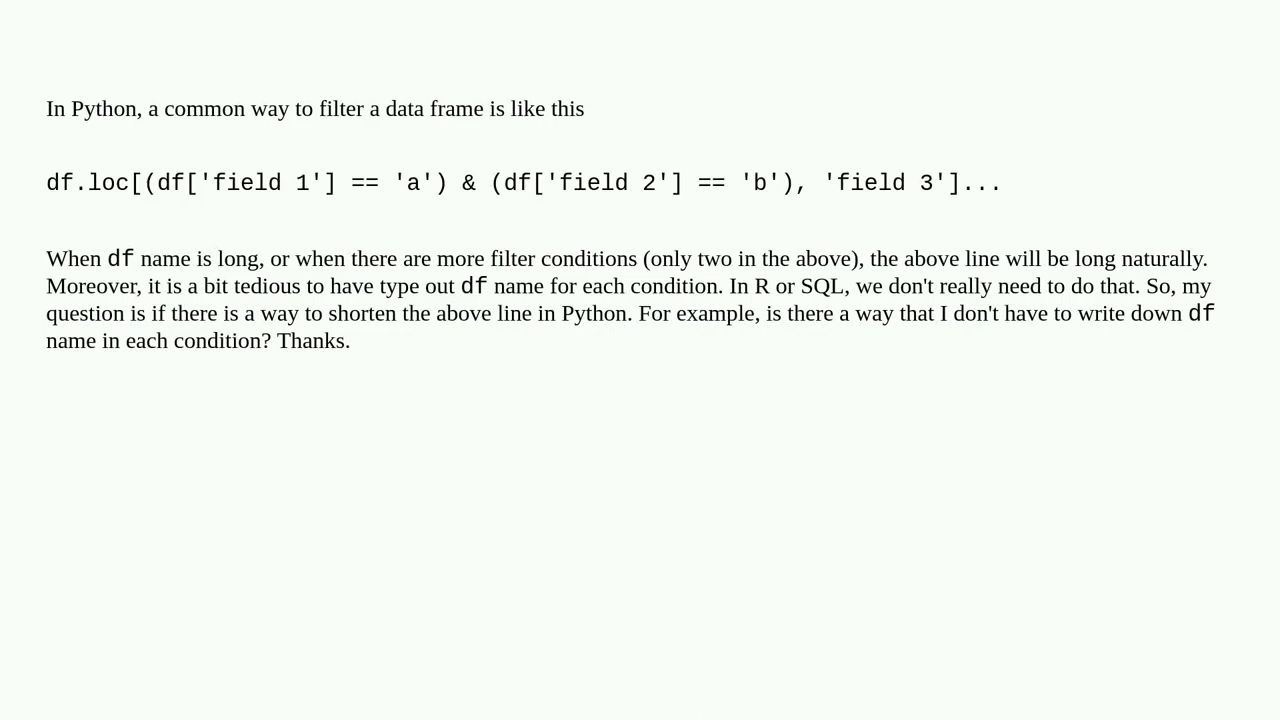 In Python, a common way to filter a data frame is like this
df.loc[(df['field 1'] == 'a') & (df['field 2'] == 'b'), 'field 3']...
When df name is long, or when there are more filter conditions (only two in the above), the above line will be long naturally.
Moreover, it is a bit tedious to have type out df name for each condition. In R or SQL, we don't really need to do that. So, my
question is if there is a way to shorten the above line in Python. For example, is there a way that I don't have to write down df
name in each condition? Thanks.